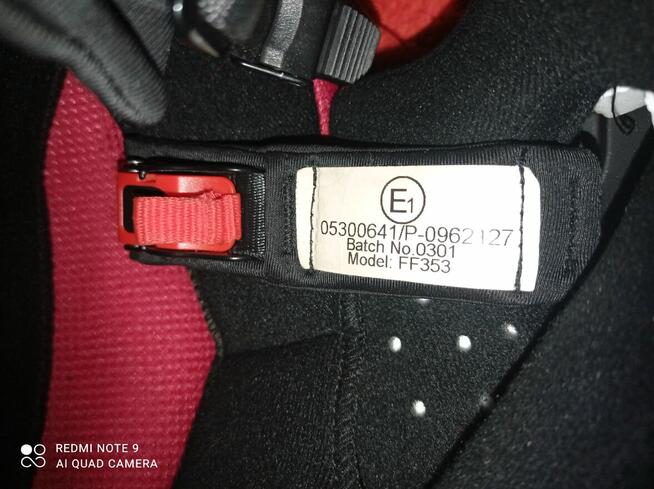 E1
05300641/P-0962127
Batch No.0301
Model: FF353
REDMI NOTE 9
AI QUAD CAMERA